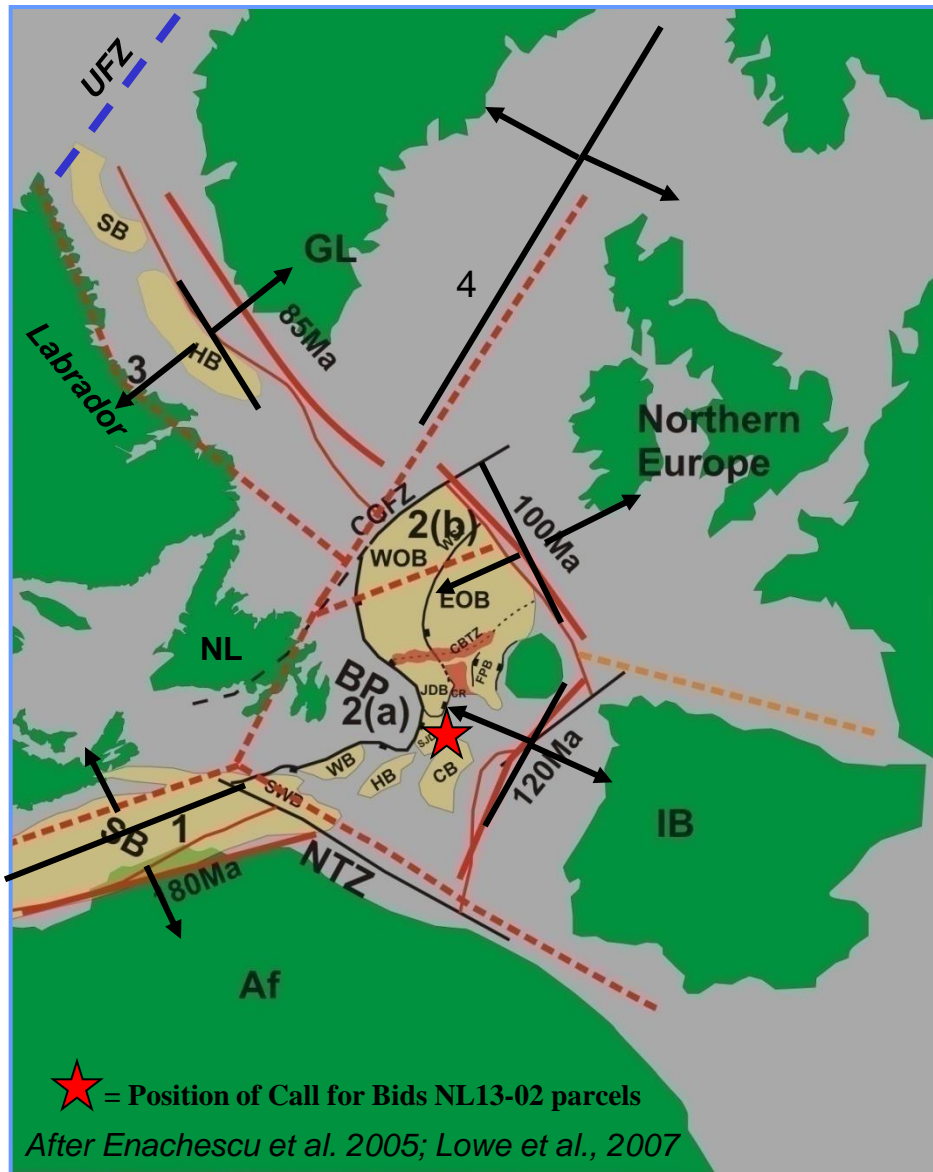 UFZ
SB
GL
4
85Ma
HB
3
Labrador
Northern
Europe
CGFZ
2(b)
100Ma
WOB
EOB
NL
CBTZ
FPB
BP
JDB
CR
2(a)
SJB
WB
HB
CB
120Ma
SWB
IB
SB
1
NTZ
180Ma
Af
= Position of Call for Bids NL13-02 parcels
After Enachescu et al. 2005; Lowe et al., 2007